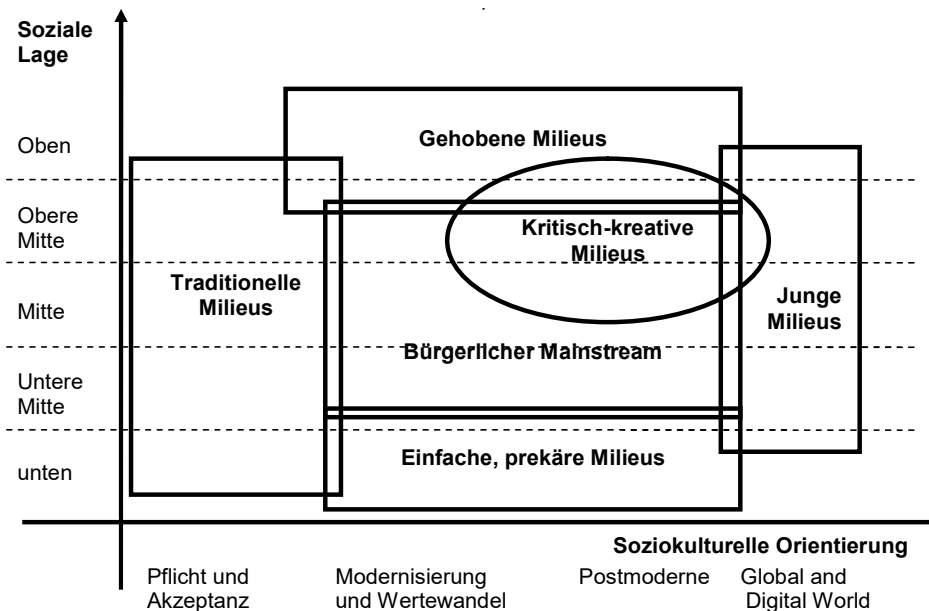 Soziale
Lage
Oben
Gehobene Milieus
Obere
Mitte
Kritisch-kreative
Milieus
Traditionelle
Milieus
Mitte
Junge
Milieus
Bürgerlicher Mainstream
Untere
Mitte
Einfache, prekäre Milieus
unten
Soziokulturelle Orientierung
Pflicht und
Akzeptanz
Modernisierung
und Wertewandel
Postmoderne
Global and
Digital World